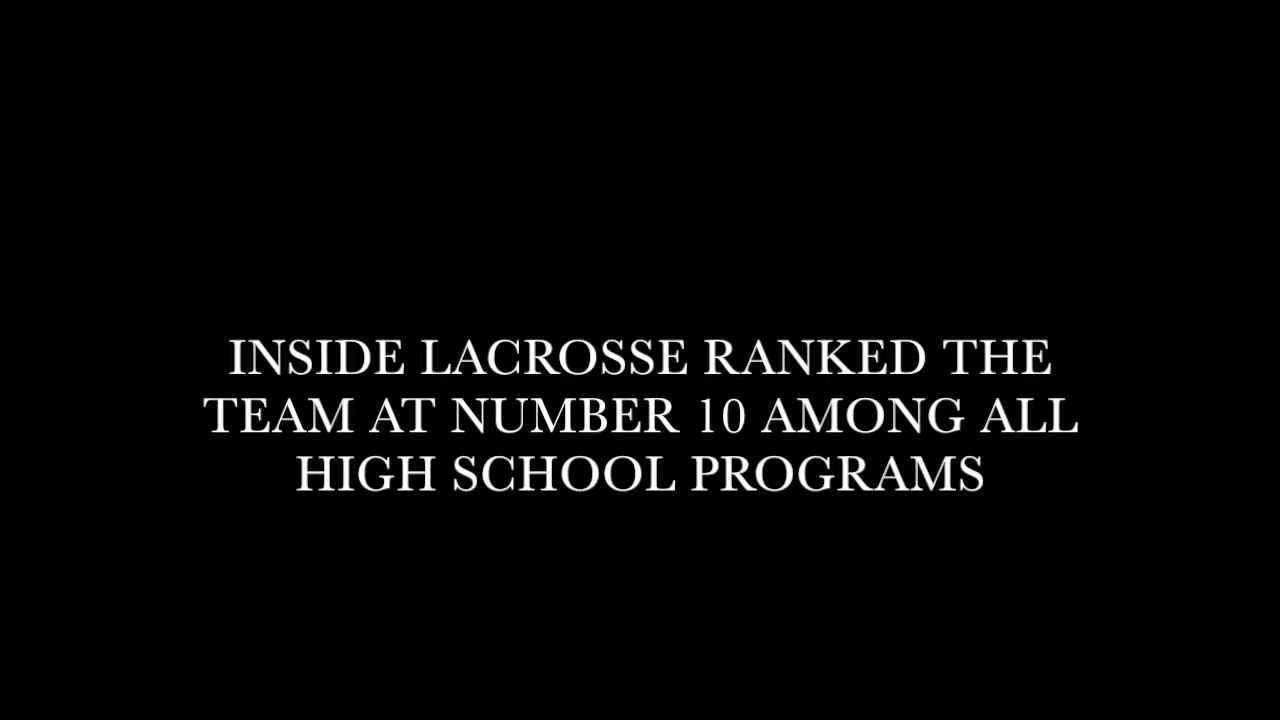 INSIDE LACROSSE RANKED THE
TEAM AT NUMBER 10 AMONG ALL
HIGH SCHOOL PROGRAMS